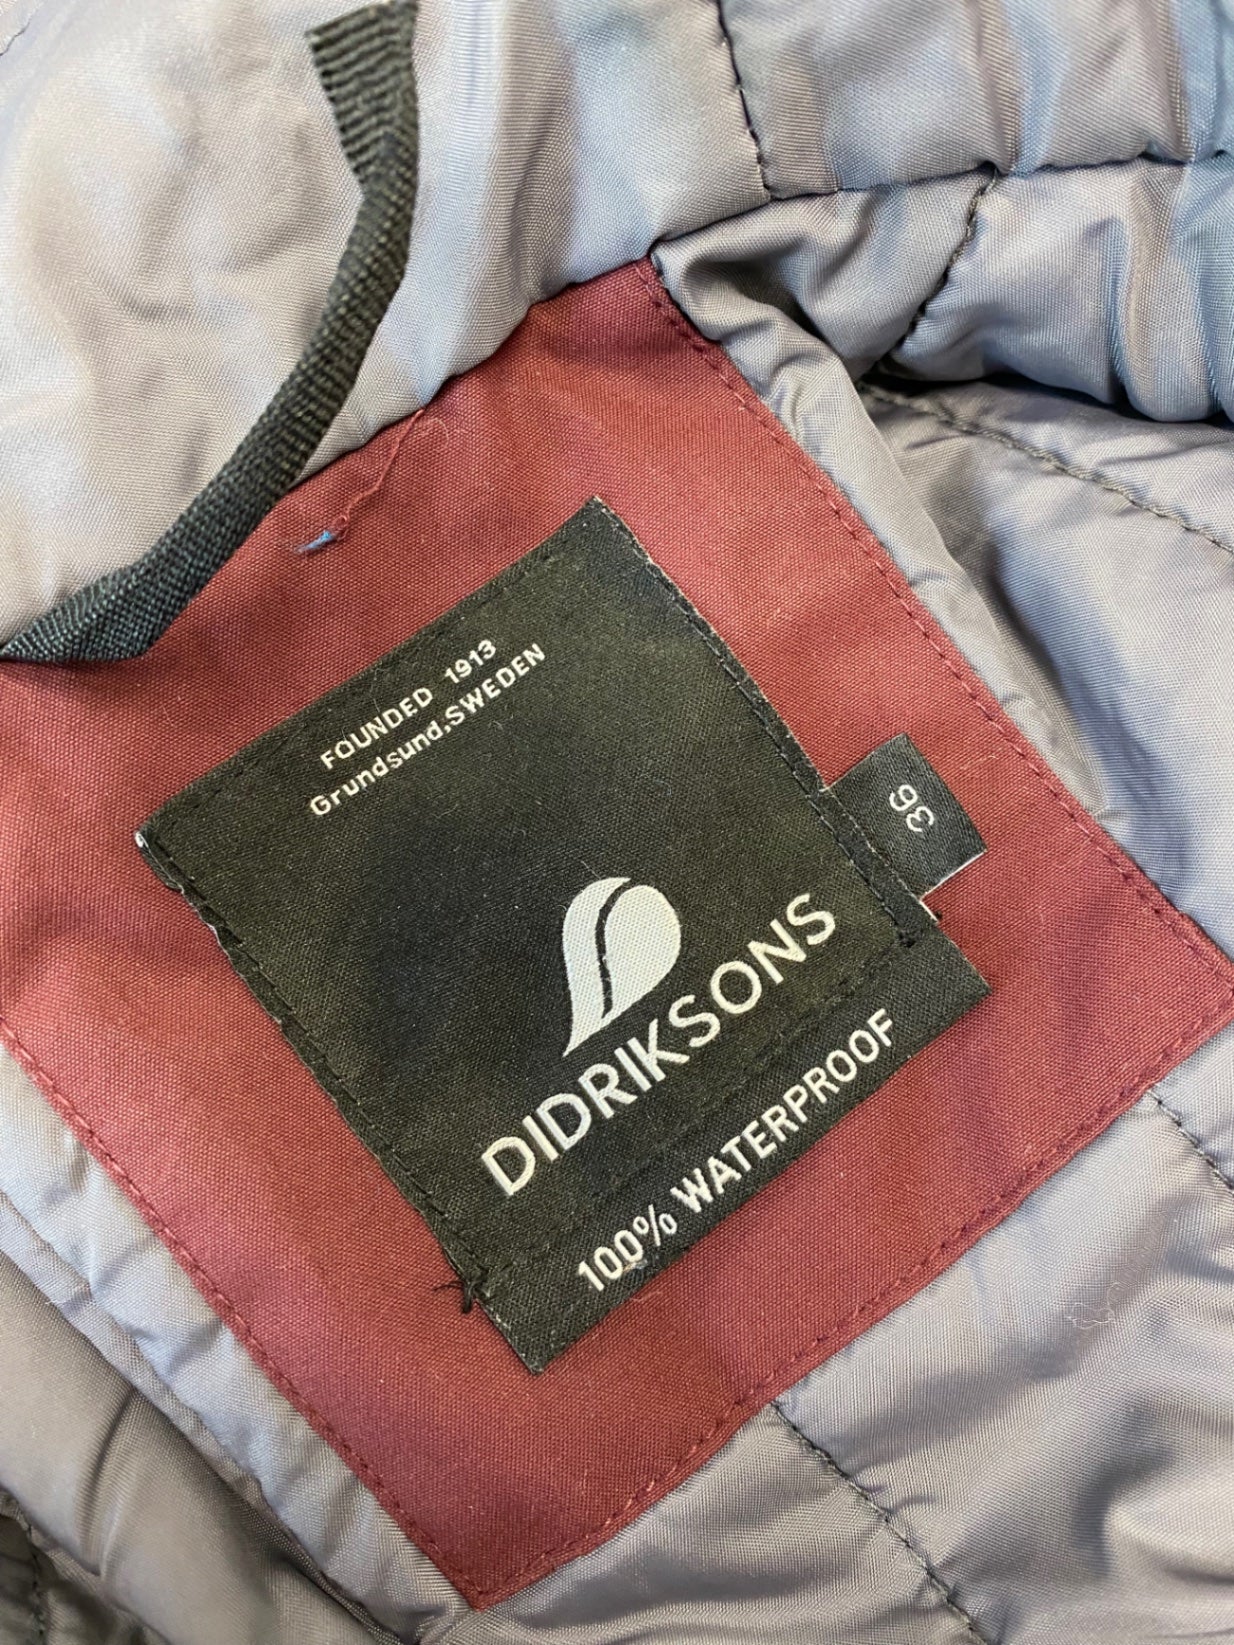 FOUNDED 1913
Grundsund.SWEDEN
DIDRIKSONS
100% WATERPROOF
36